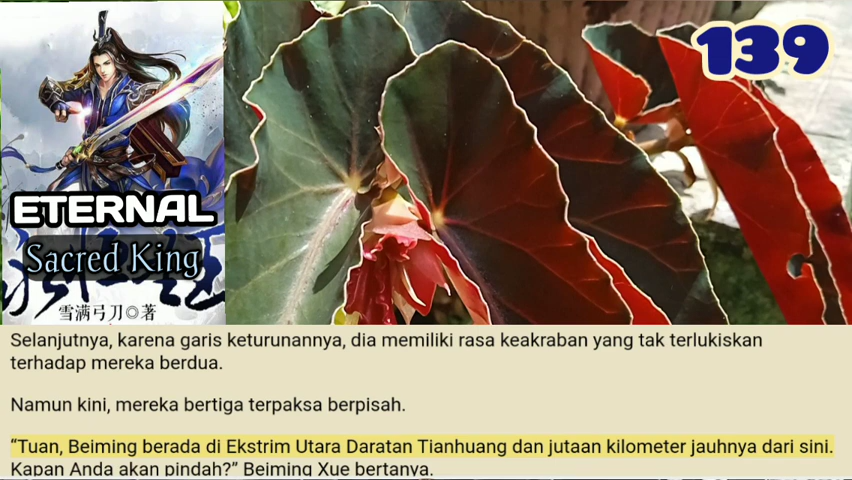 139
ETERNAL
Sacred King
雪满弓刀◎著
Selanjutnya, karena garis keturunannya, dia memiliki rasa keakraban yang tak terlukiskan
terhadap mereka berdua.
Namun kini, mereka bertiga terpaksa berpisah.
“Tuan, Beiming berada di Ekstrim Utara Daratan Tianhuang dan jutaan kilometer jauhnya dari sini.
Kapan Anda akan pindah?” Beiming Xue bertanya.